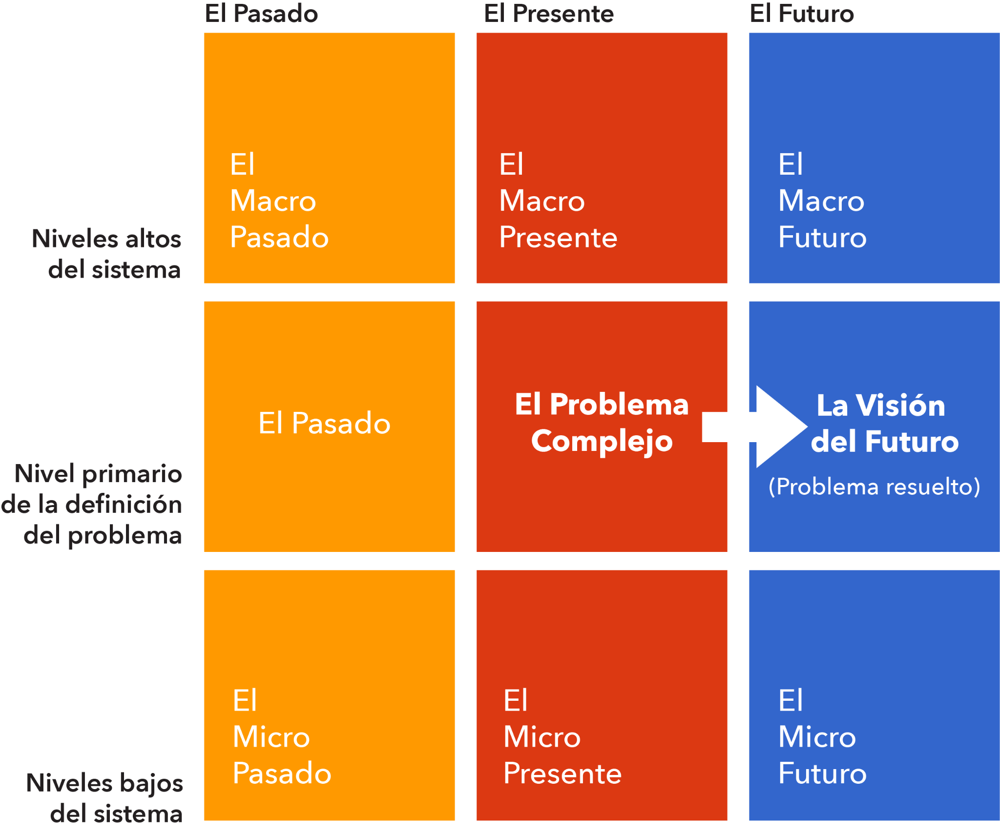 El Pasado
El Presente
El Futuro
Niveles altos
del sistema
El
Macro
Pasado
El
Macro
Presente
El
Macro
Futuro
Nivel primario
de la definición
del problema
El Pasado
El Problema
Complejo
La Visión
del Futuro
(Problema resuelto)
Niveles bajos
del sistema
El
Micro
Pasado
El
Micro
Presente
El
Micro
Futuro